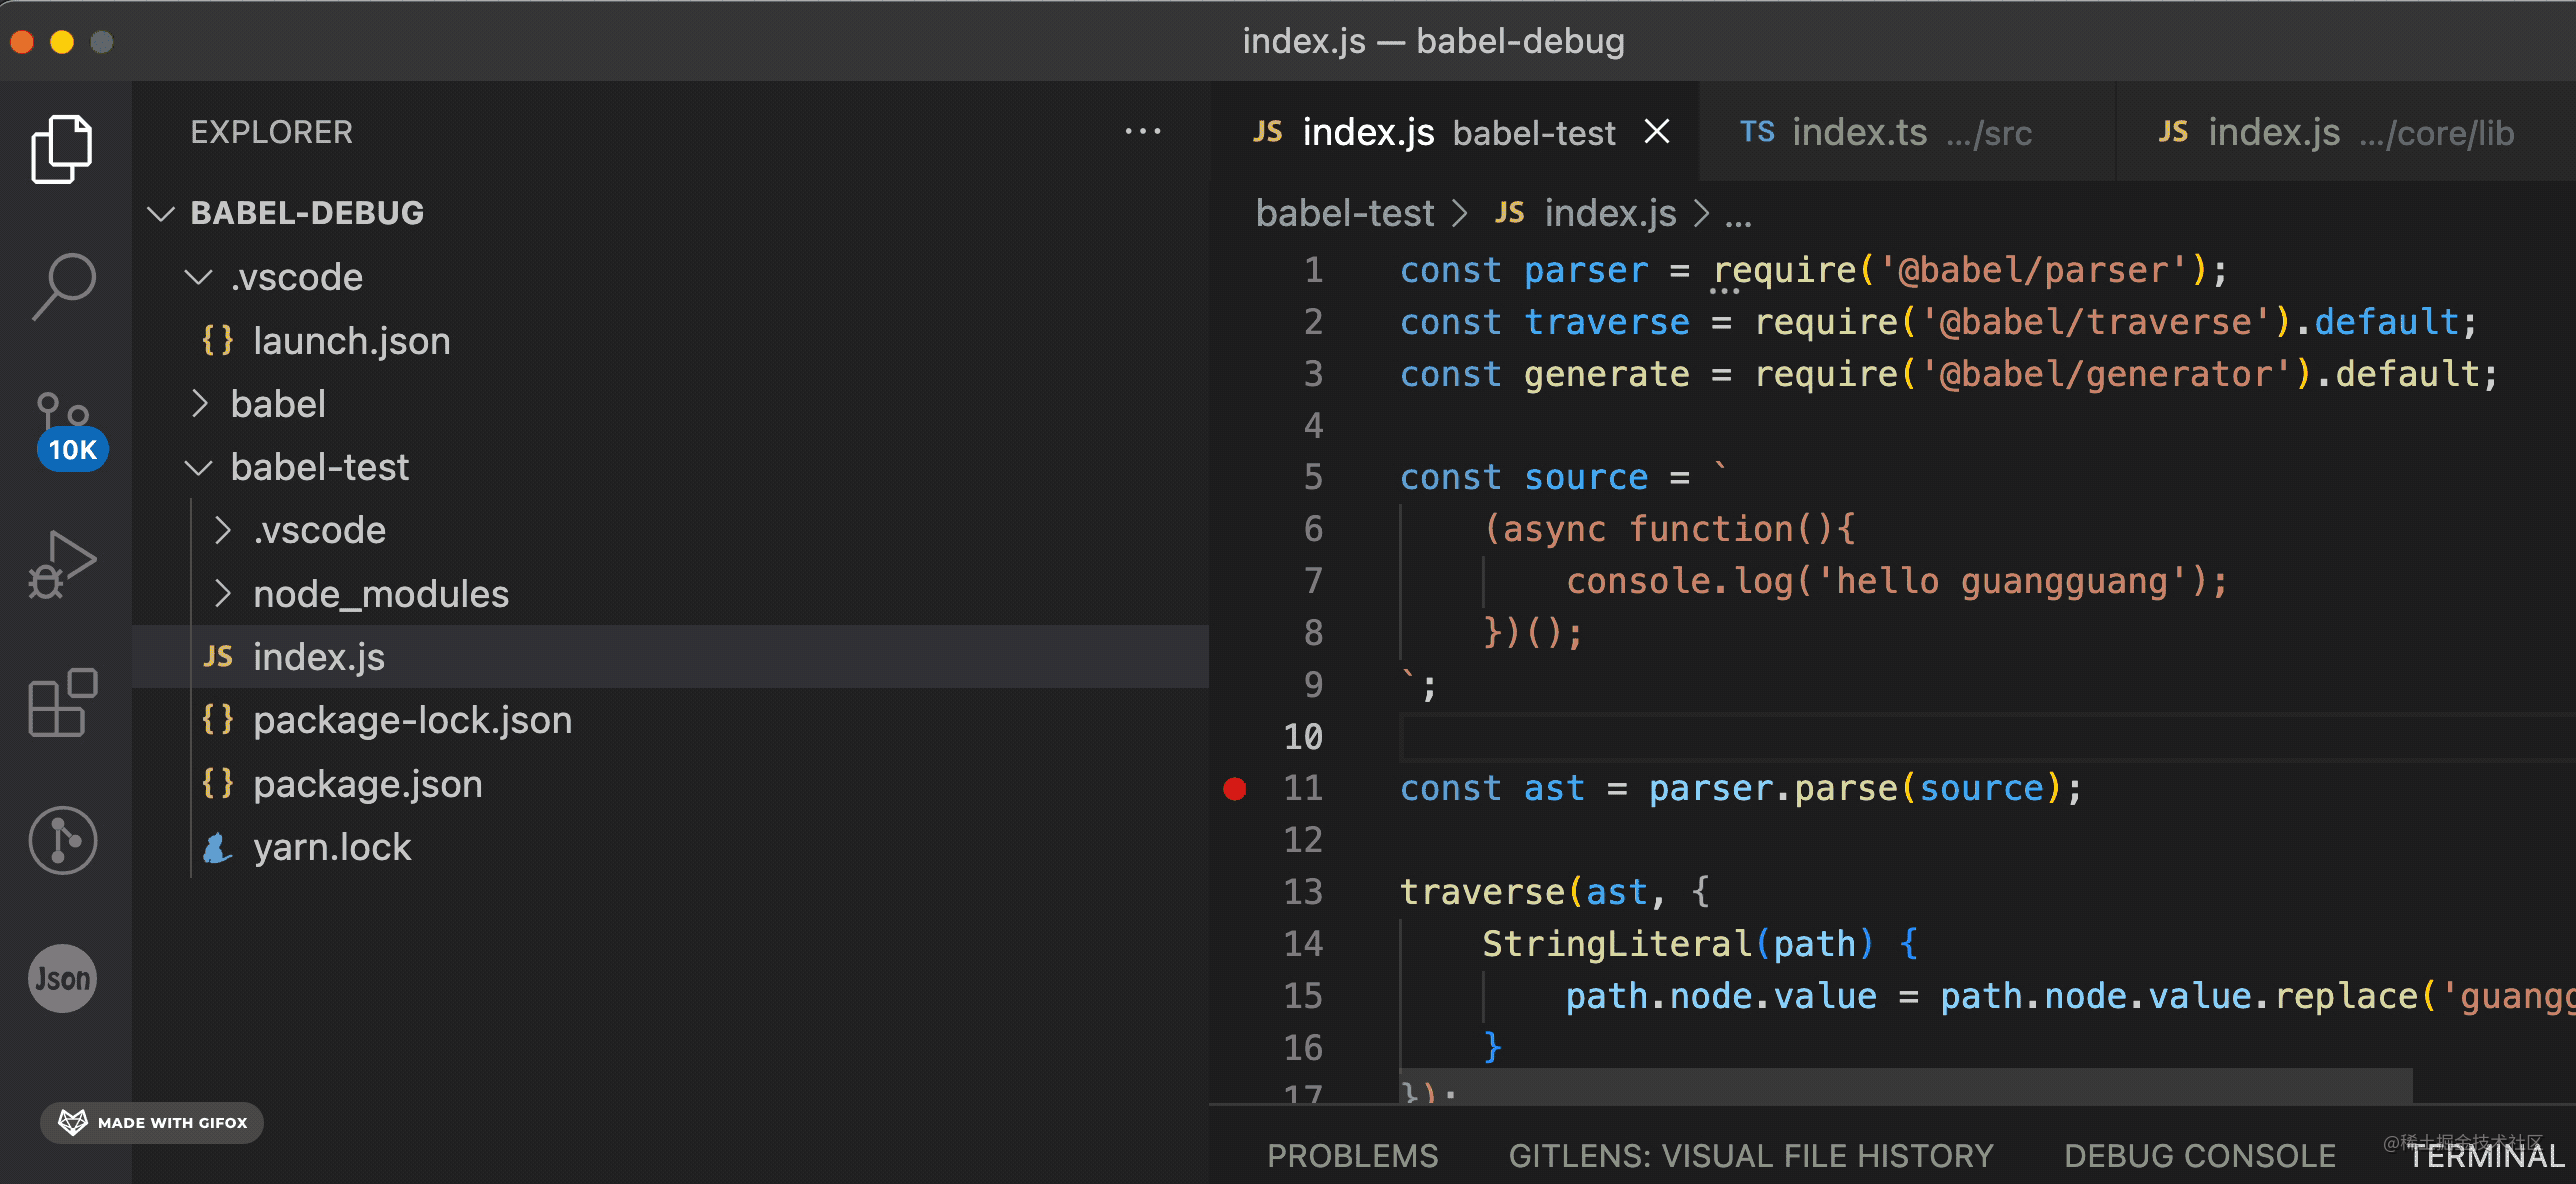 index.js — babel-debug
EXPLORER
BABEL-DEBUG
.vscode
{} launch.json
babel
babel-test
.vscode
node_modules
JS index.js
{} package-lock.json
{} package.json
yarn.lock
10K
Json
MADE WITH GIFOX
JS index.js babel-test
TS index.ts .../src
JS index.js .../core/lib
babel-test > JS index.js > ...
1 const parser = require('@babel/parser');
2 const traverse = require('@babel/traverse').default;
3 const generate = require('@babel/generator').default;
4
5 const source = `
6 (async function(){
7 console.log('hello guangguang');
8 })();
9 `;
10
11 const ast = parser.parse(source);
12
13 traverse(ast, {
14 StringLiteral(path) {
15 path.node.value = path.node.value.replace('guangg
16 }
17 });
PROBLEMS
GITLENS: VISUAL FILE HISTORY
DEBUG CONSOLE
TERMINAL
@稀土掘金技术社区